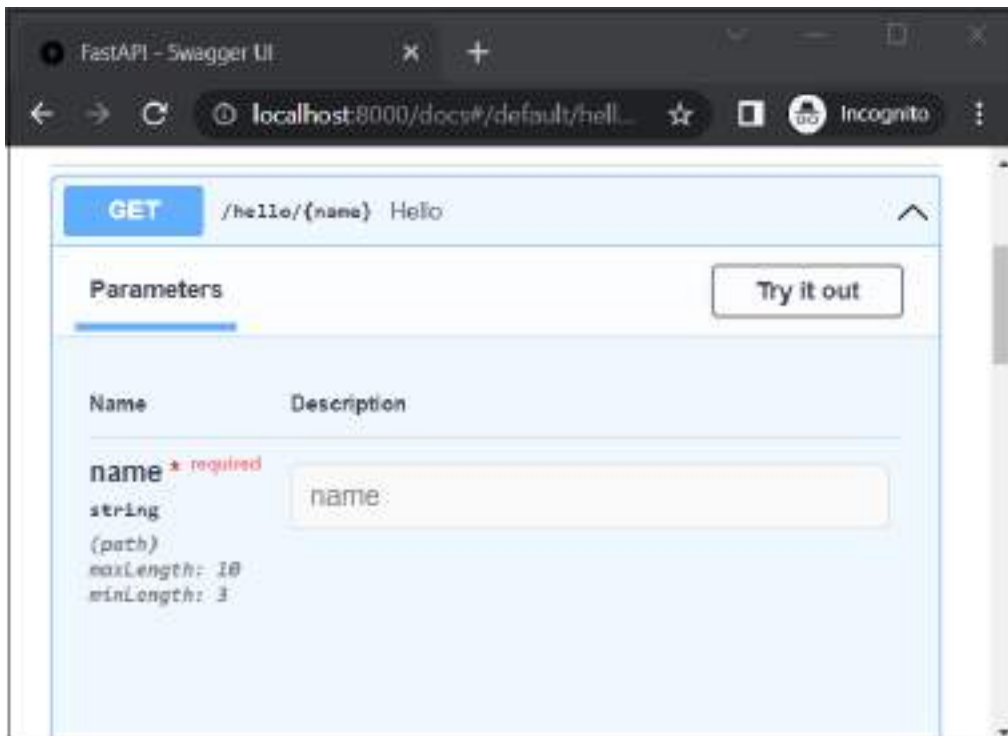 FastAPI - Swagger UI
localhost:8000/docs#/default/hell...
Incognito
GET /hello/{name} Hello
Parameters
Try it out
Name Description
name * required
name
string
(path)
maxLength: 10
minLength: 3